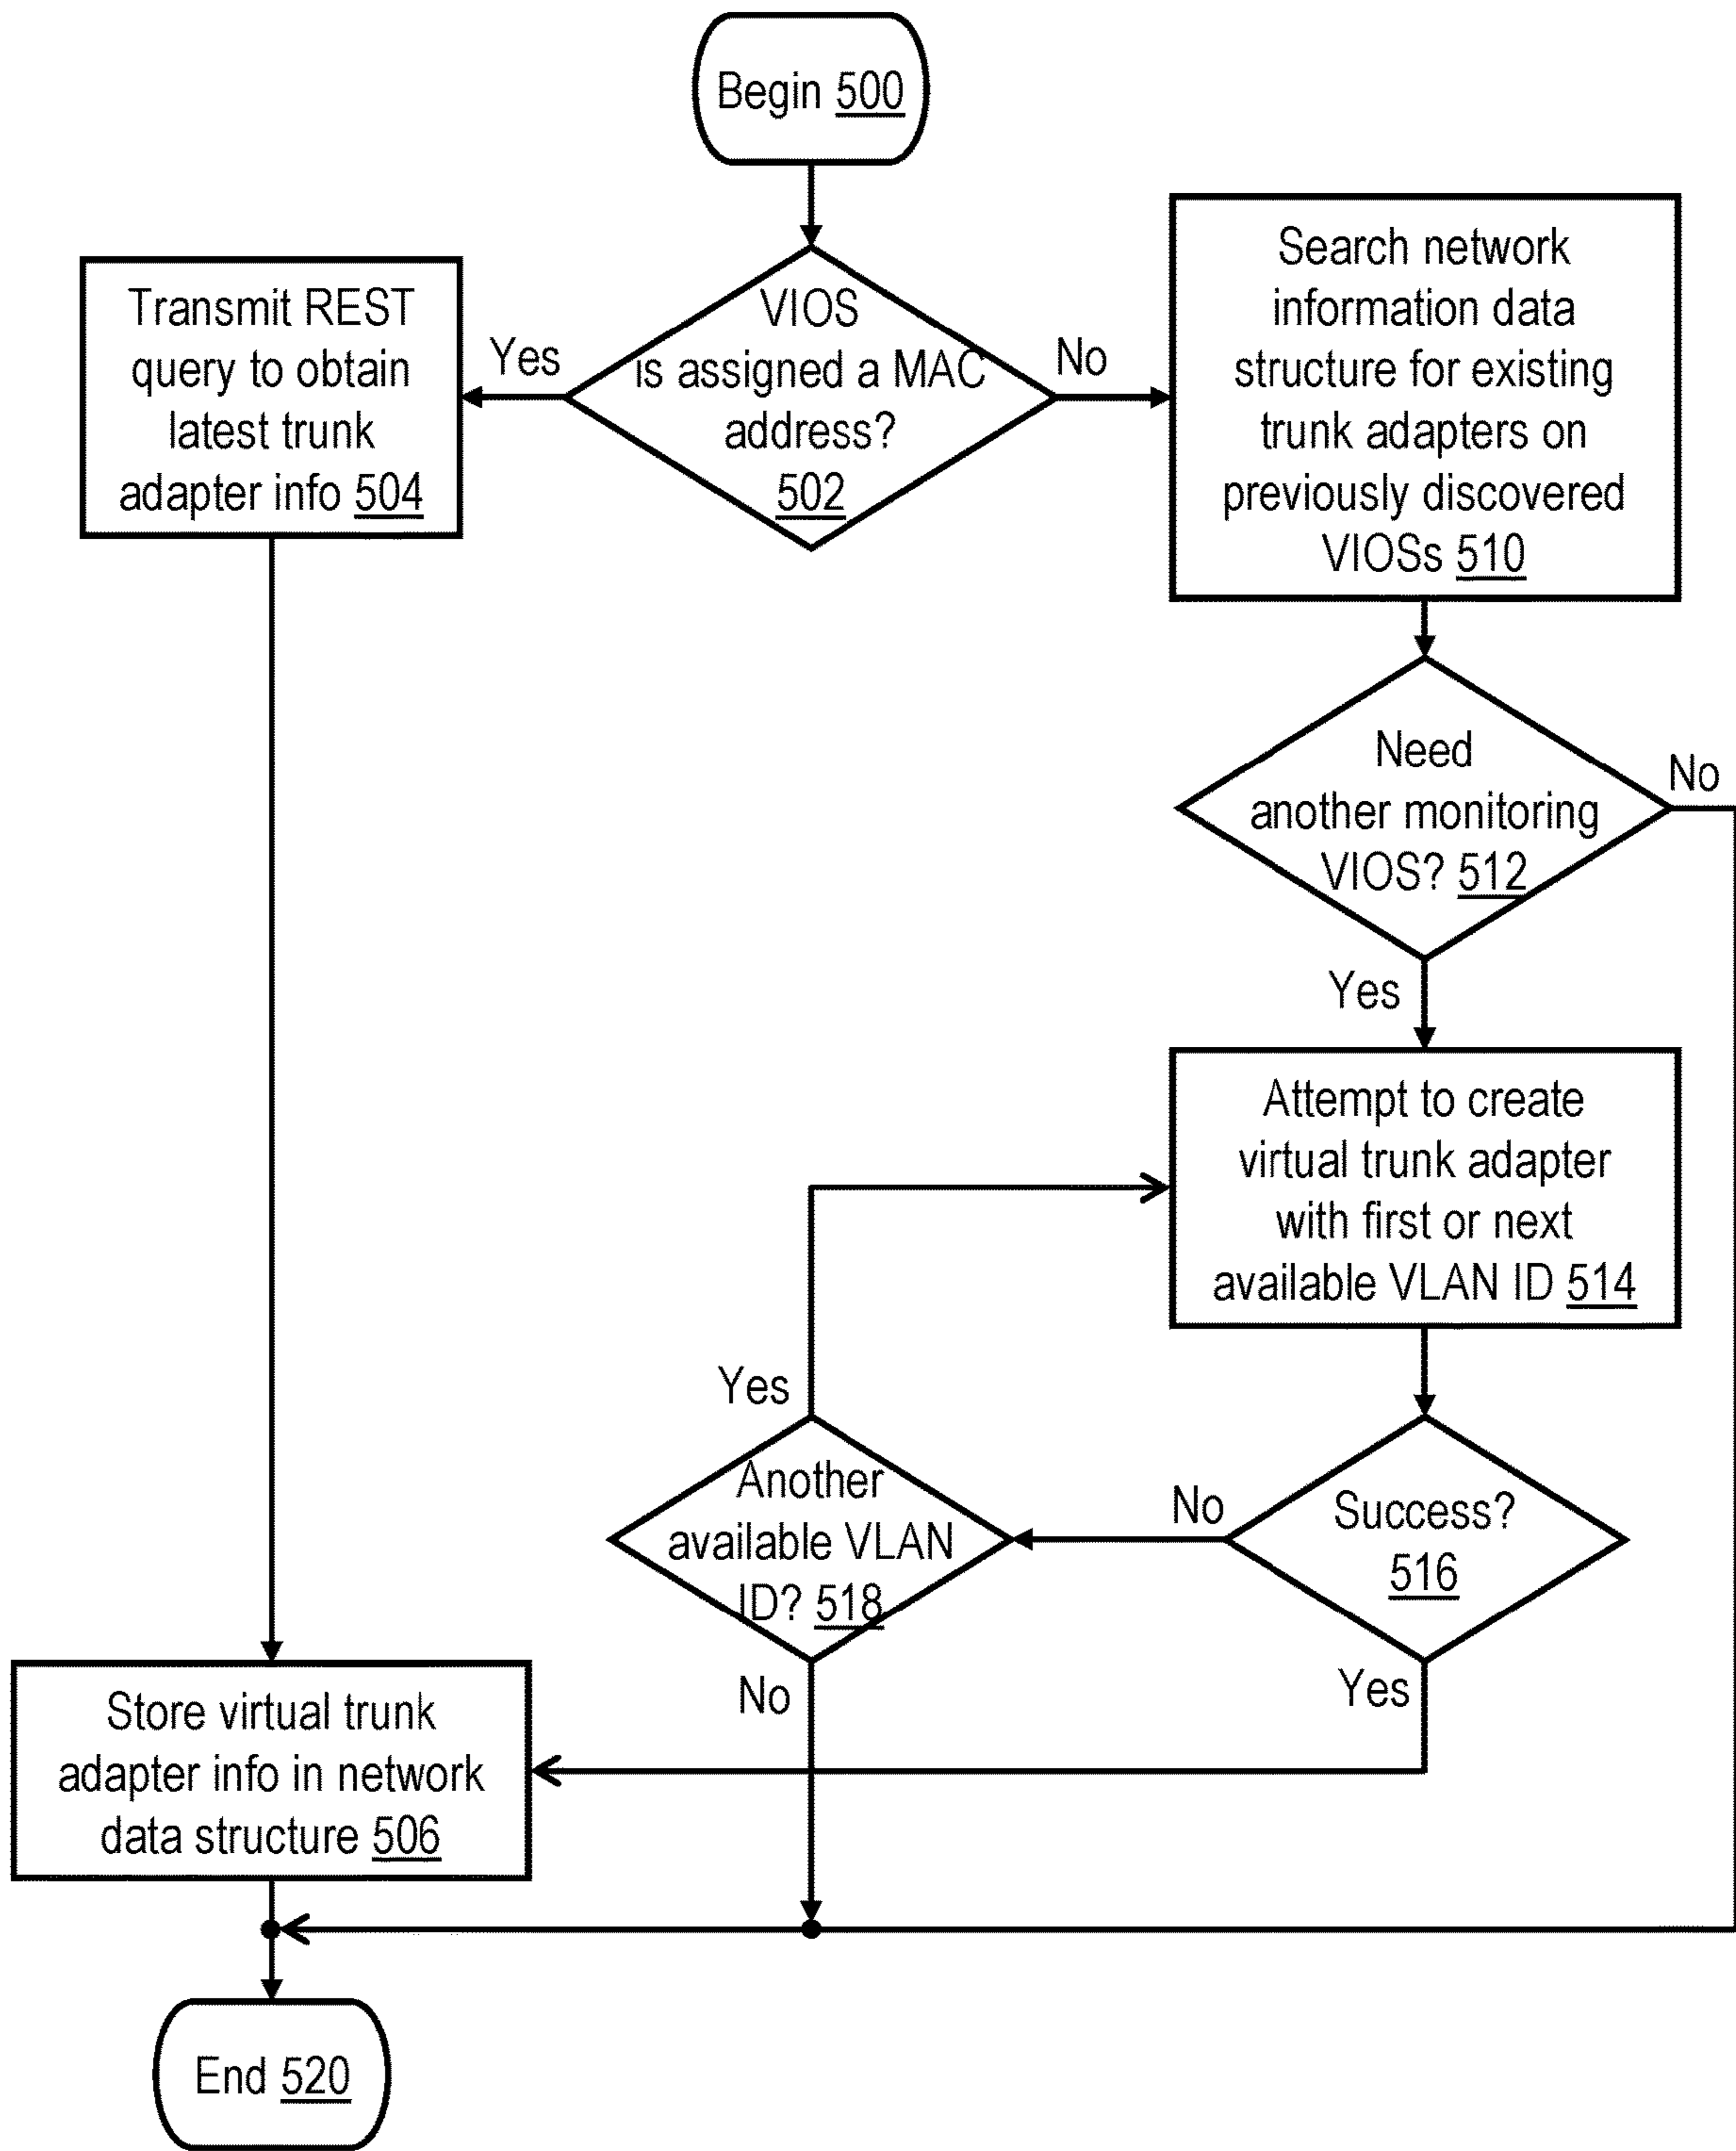 Begin 500
VIOS
is assigned a MAC
address?
502
Yes
No
Transmit REST
query to obtain
latest trunk
adapter info 504
Search network
information data
structure for existing
trunk adapters on
previously discovered
VIOSs 510
Need
another monitoring
VIOS? 512
No
Yes
Attempt to create
virtual trunk adapter
with first or next
available VLAN ID 514
Success?
516
No
Yes
Another
available VLAN
ID? 518
Yes
No
Store virtual trunk
adapter info in network
data structure 506
End 520